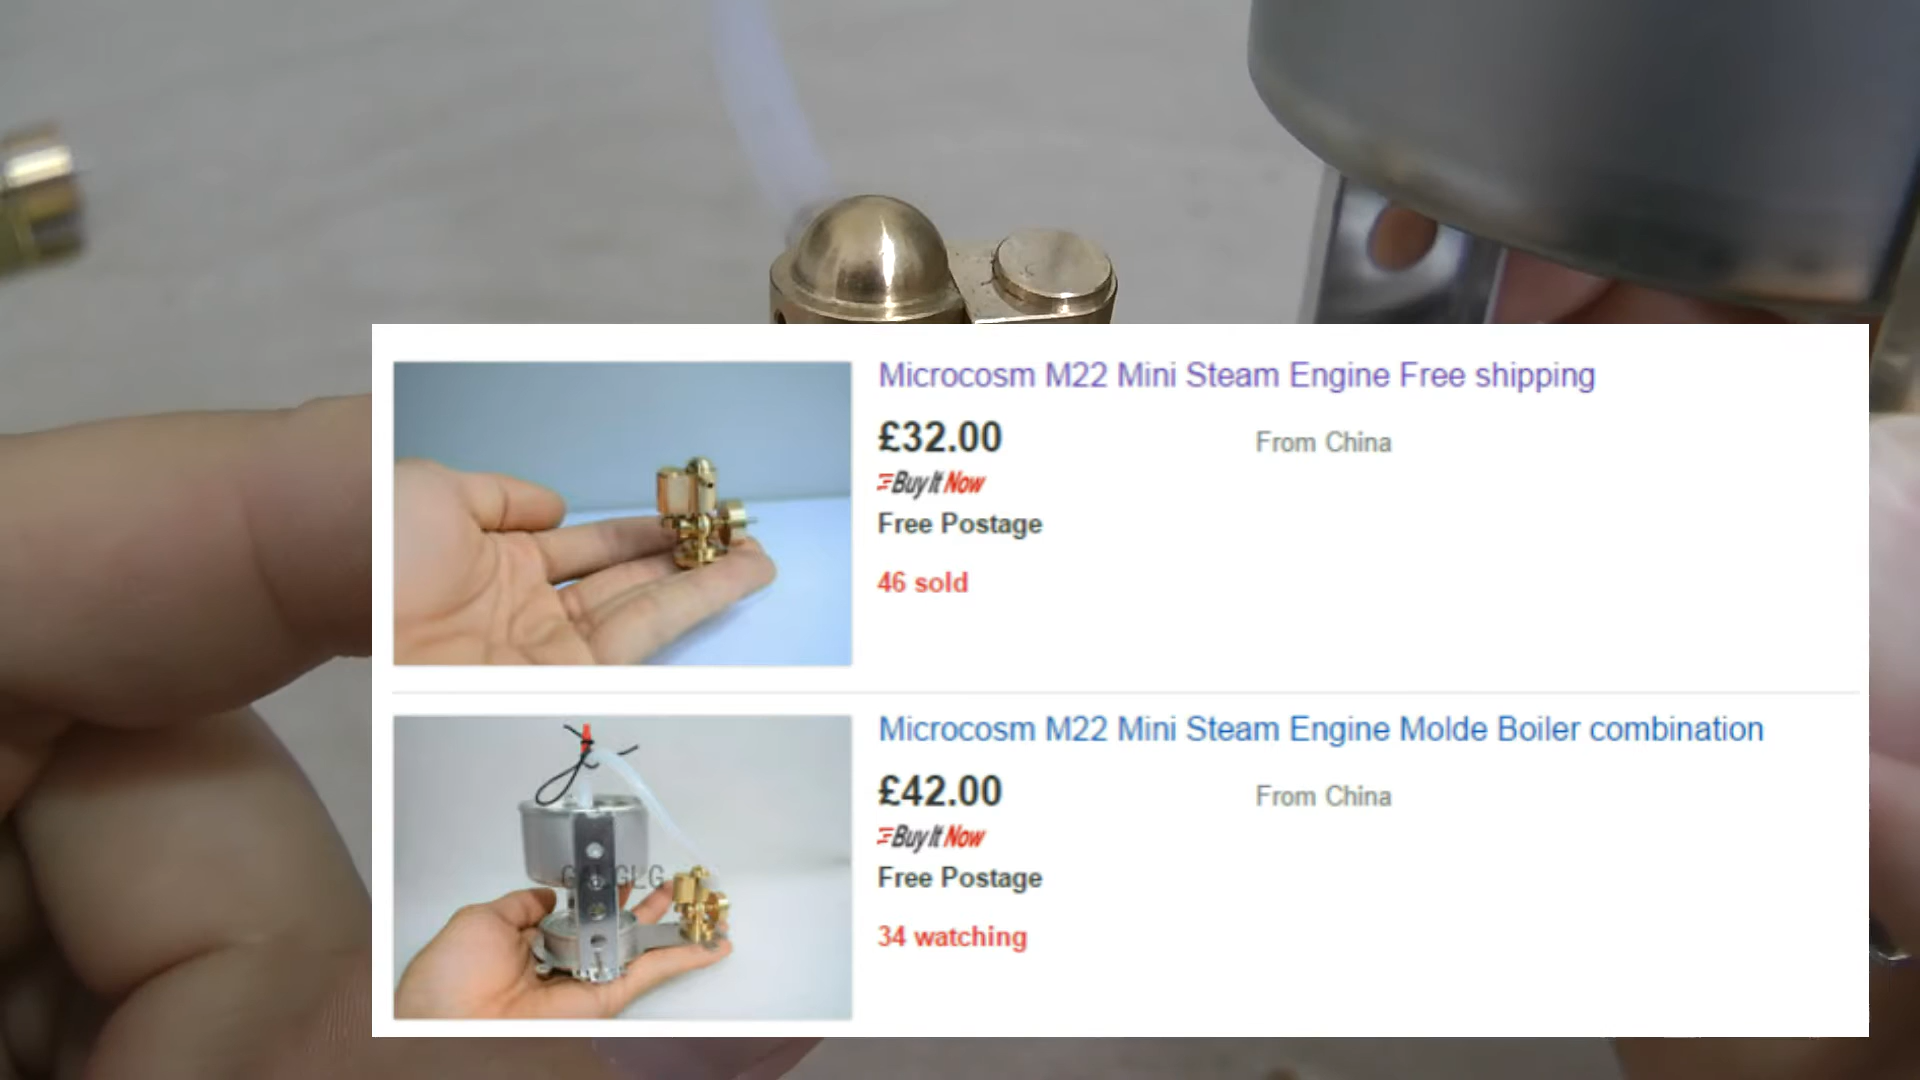 Microcosm M22 Mini Steam Engine Free shipping
£32.00
From China
Buy It Now
Free Postage
46 sold
Microcosm M22 Mini Steam Engine Molde Boiler combination
£42.00
From China
Buy It Now
Free Postage
34 watching